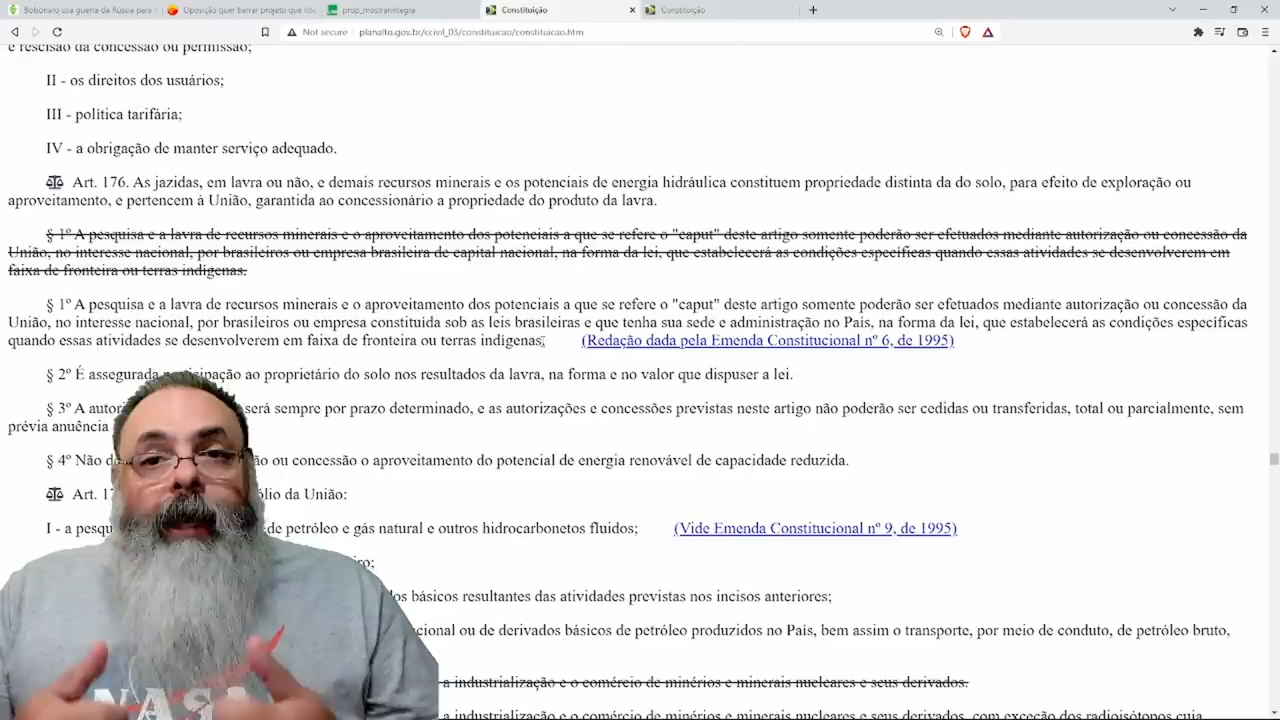 Bolsonaro usa guerra da Rússia para
Oposição quer barrar projeto que
prop_mostrarintegra
Constituição
Constituição
Not secure
planalto.gov.br/ccivil_03/constituicao/constituicao.htm
e rescisão da concessão ou permissão;
II - os direitos dos usuários;
III - política tarifária;
IV - a obrigação de manter serviço adequado.
Art. 176. As jazidas, em lavra ou não, e demais recursos minerais e os potenciais de energia hidráulica constituem propriedade distinta da do solo, para efeito de exploração ou
aproveitamento, e pertencem à União, garantida ao concessionário a propriedade do produto da lavra.
§ 1º A pesquisa e a lavra de recursos minerais e o aproveitamento dos potenciais a que se refere o "caput" deste artigo somente poderão ser efetuados mediante autorização ou concessão da
União, no interesse nacional, por brasileiros ou empresa brasileira de capital nacional, na forma da lei, que estabelecerá as condições específicas quando essas atividades se desenvolverem em
faixa de fronteira ou terras indígenas.
§ 1º A pesquisa e a lavra de recursos minerais e o aproveitamento dos potenciais a que se refere o "caput" deste artigo somente poderão ser efetuados mediante autorização ou concessão da
União, no interesse nacional, por brasileiros ou empresa constituída sob as leis brasileiras e que tenha sua sede e administração no País, na forma da lei, que estabelecerá as condições específicas
quando essas atividades se desenvolverem em faixa de fronteira ou terras indígenas. (Redação dada pela Emenda Constitucional nº 6, de 1995)
§ 2º É assegurada participação ao proprietário do solo nos resultados da lavra, na forma e no valor que dispuser a lei.
§ 3º A será sempre por prazo determinado, e as autorizações e concessões previstas neste artigo não poderão ser cedidas ou transferidas, total ou parcialmente, sem
prévia anuência
§ 4º Não ou concessão o aproveitamento do potencial de energia renovável de capacidade reduzida.
Art. da União:
I - a de petróleo e gás natural e outros hidrocarbonetos fluidos; (Vide Emenda Constitucional nº 9, de 1995)
básicos resultantes das atividades previstas nos incisos anteriores;
ou de derivados básicos de petróleo produzidos no País, bem assim o transporte, por meio de conduto, de petróleo bruto,
a industrialização e o comércio de minérios e minerais nucleares e seus derivados.
a industrialização e o comércio de minérios e minerais nucleares e seus derivados, com exceção dos radioisótopos cuja
NASA